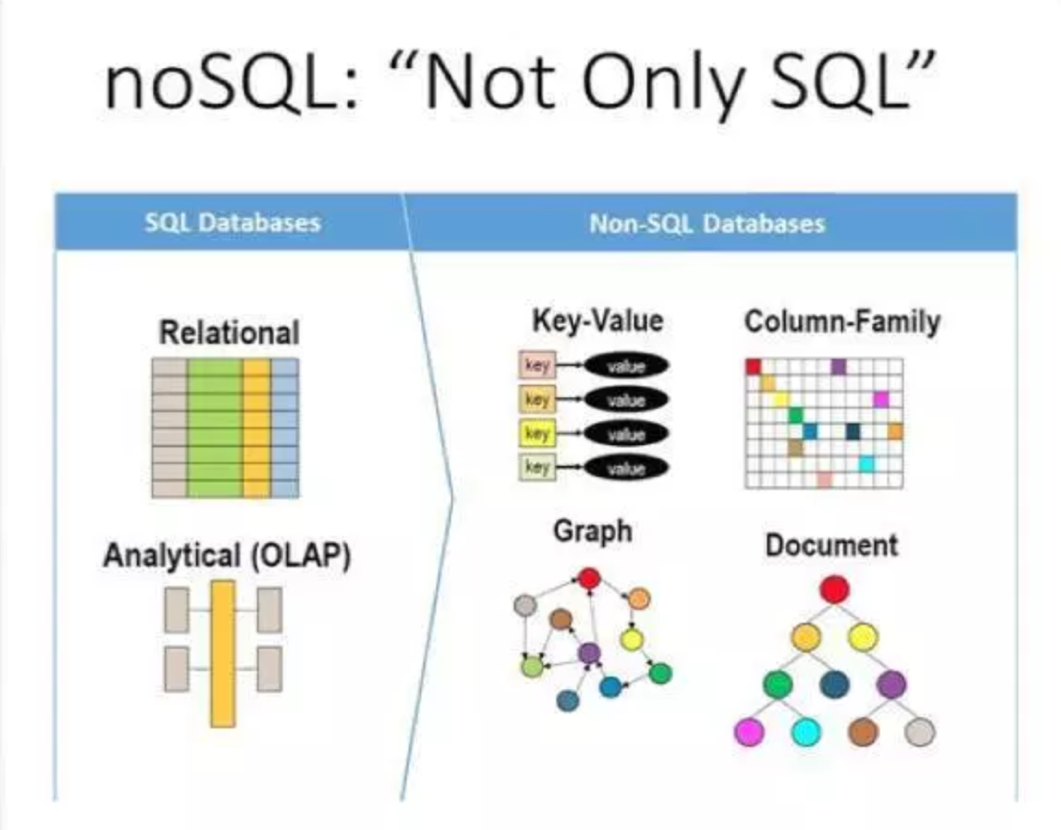 noSQL: “Not Only SQL”
SQL Databases
Non-SQL Databases
Relational
Analytical (OLAP)
Key-Value
key value
key value
key value
key value
Column-Family
Graph
Document